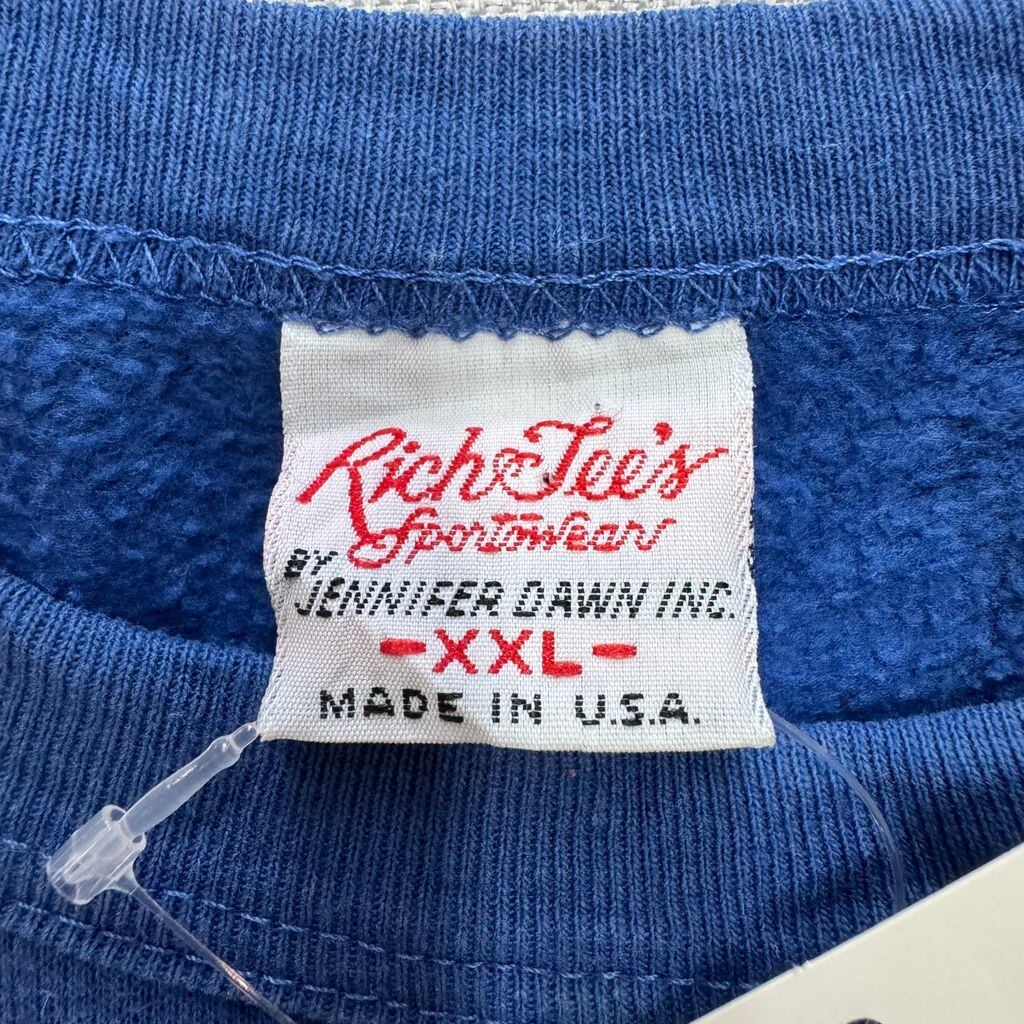 Rich & Tee's
Sportswear
BY
JENNIFER DAWN INC.
-XXL-
MADE IN U.S.A.